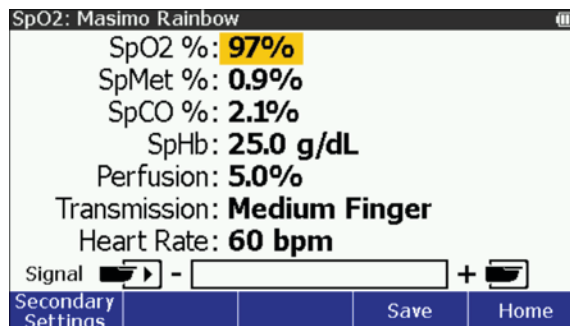 SpO2: Masimo Rainbow
SpO2 %: 97%
SpMet %: 0.9%
SpCO %: 2.1%
SpHb: 25.0 g/dL
Perfusion: 5.0%
Transmission: Medium Finger
Heart Rate: 60 bpm
Signal - +
Secondary Settings Save Home